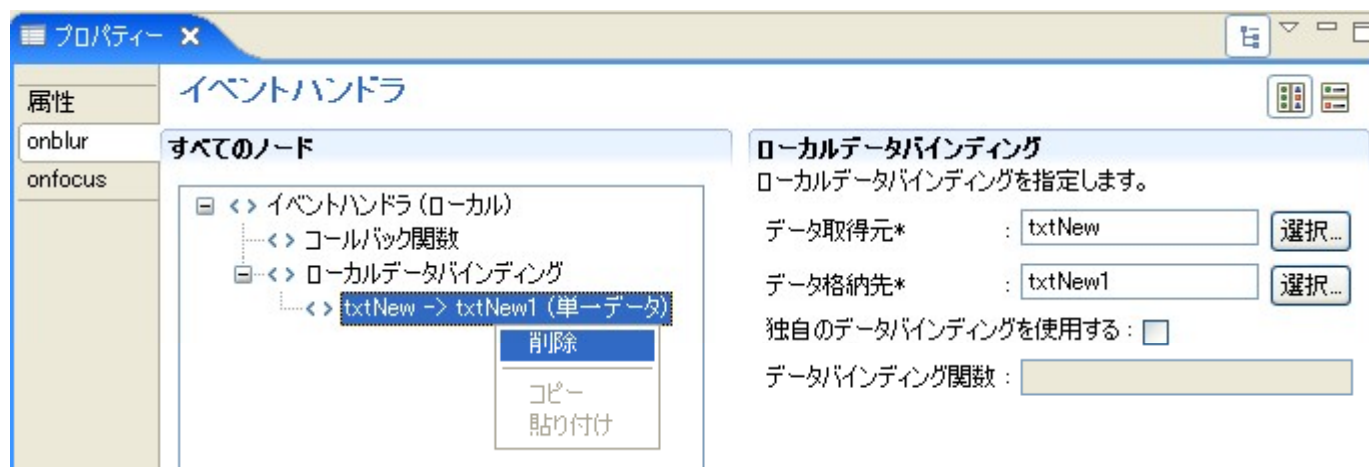 プロパティー
属性
onblur
onfocus
イベントハンドラ
すべてのノード
イベントハンドラ (ローカル)
コールバック関数
ローカルデータバインディング
txtNew -> txtNew1 (単一データ)
削除
コピー
貼り付け
ローカルデータバインディング
ローカルデータバインディングを指定します。
データ取得元* : txtNew 選択...
データ格納先* : txtNew1 選択...
独自のデータバインディングを使用する :
データバインディング関数 :